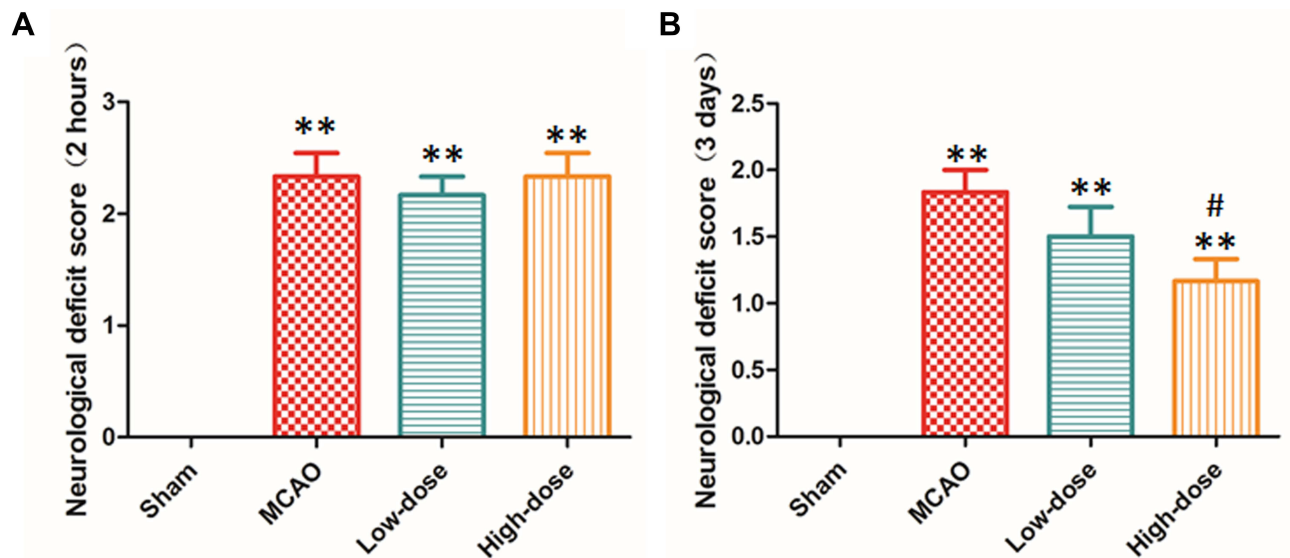 A
Neurological deficit score（2 hours）
3
2
1
0
**
**
**
Sham
MCAO
Low-dose
High-dose
B
Neurological deficit score（3 days）
2.5
2.0
1.5
1.0
0.5
0.0
**
**
#
**
Sham
MCAO
Low-dose
High-dose